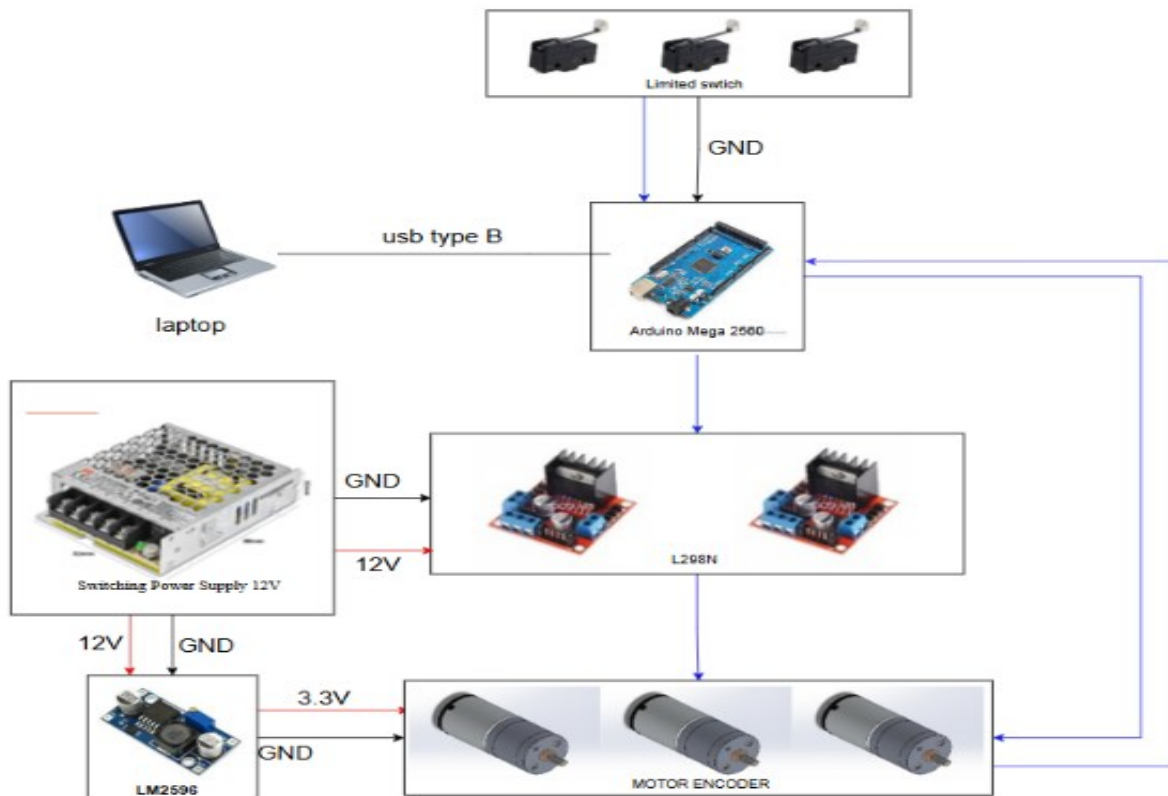 Limited swtich
GND
usb type B
laptop
Arduino Mega 2560
GND
12V
L298N
Switching Power Supply 12V
12V
GND
3.3V
GND
LM2596
MOTOR ENCODER